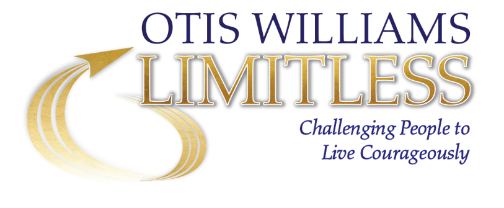 OTIS WILLIAMS
LIMITLESS
Challenging People to
Live Courageously